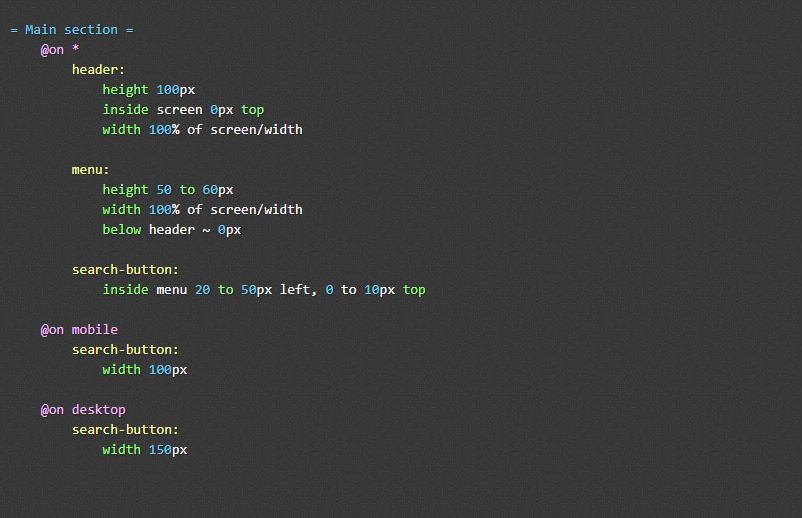 = Main section =
@on *
header:
height 100px
inside screen 0px top
width 100% of screen/width
menu:
height 50 to 60px
width 100% of screen/width
below header ~ 0px
search-button:
inside menu 20 to 50px left, 0 to 10px top
@on mobile
search-button:
width 100px
@on desktop
search-button:
width 150px